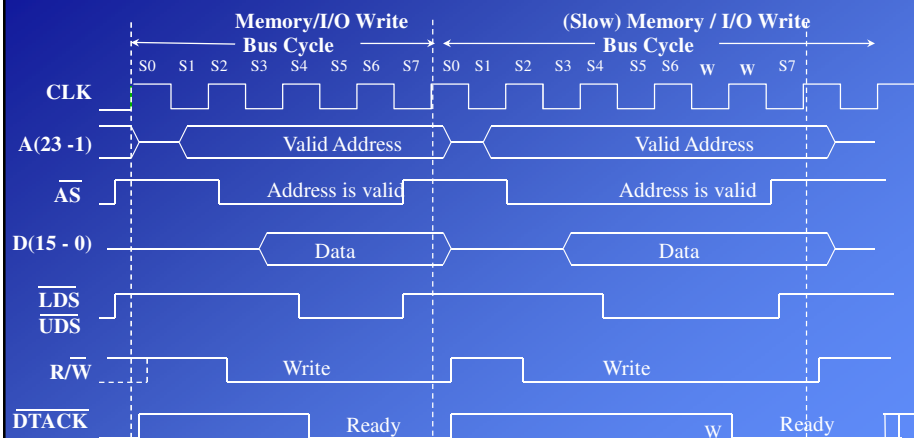 Memory/I/O Write (Slow) Memory / I/O Write
Bus Cycle Bus Cycle
S0 S1 S2 S3 S4 S5 S6 S7 S0 S1 S2 S3 S4 S5 S6 W W S7
CLK
A(23 -1) Valid Address Valid Address
AS Address is valid Address is valid
D(15 - 0) Data Data
LDS
UDS
R/W Write Write
DTACK Ready W Ready